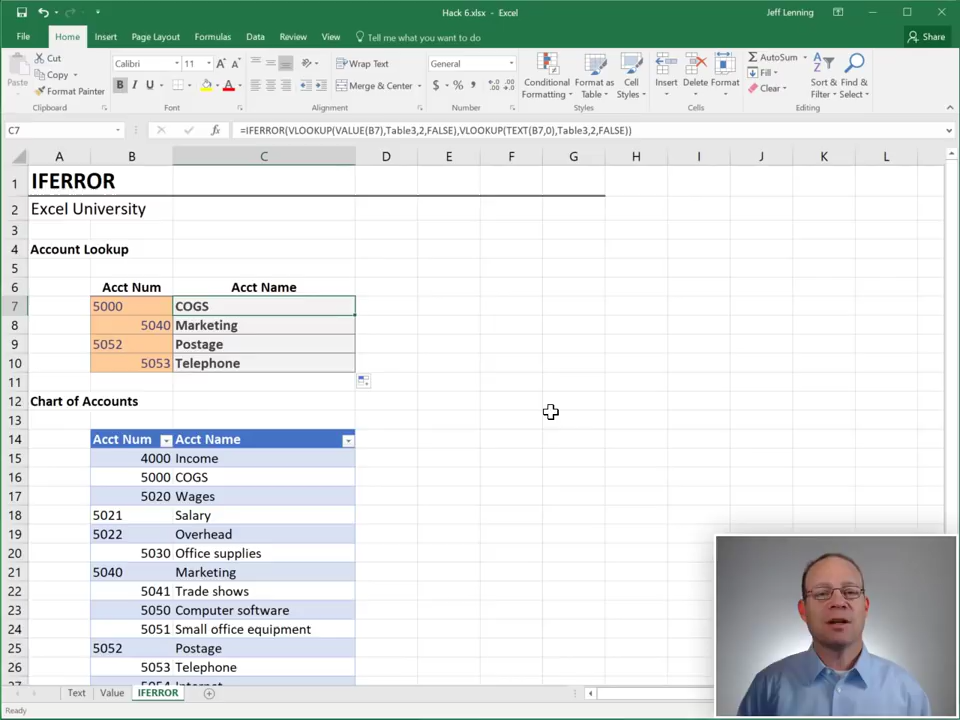 Hack 6.xlsx - Excel
Jeff Lenning
File Home Insert Page Layout Formulas Data Review View Tell me what you want to do Share
Paste
Cut
Copy
Format Painter
Clipboard
Calibri 11
B I U
Font
Wrap Text
Merge & Center
Alignment
General
$ % ,
Number
Conditional Formatting
Format as Table
Cell Styles
Styles
Insert Delete Format
Cells
AutoSum
Fill
Clear
Sort & Filter
Find & Select
Editing
C7 fx =IFERROR(VLOOKUP(VALUE(B7),Table3,2,FALSE),VLOOKUP(TEXT(B7,0),Table3,2,FALSE))
A B C D E F G H I J K L
1 IFERROR
2 Excel University
3
4 Account Lookup
5
6 Acct Num Acct Name
7 5000 COGS
8 5040 Marketing
9 5052 Postage
10 5053 Telephone
11
12 Chart of Accounts
13
14 Acct Num Acct Name
15 4000 Income
16 5000 COGS
17 5020 Wages
18 5021 Salary
19 5022 Overhead
20 5030 Office supplies
21 5040 Marketing
22 5041 Trade shows
23 5050 Computer software
24 5051 Small office equipment
25 5052 Postage
26 5053 Telephone
Text Value IFERROR
Ready